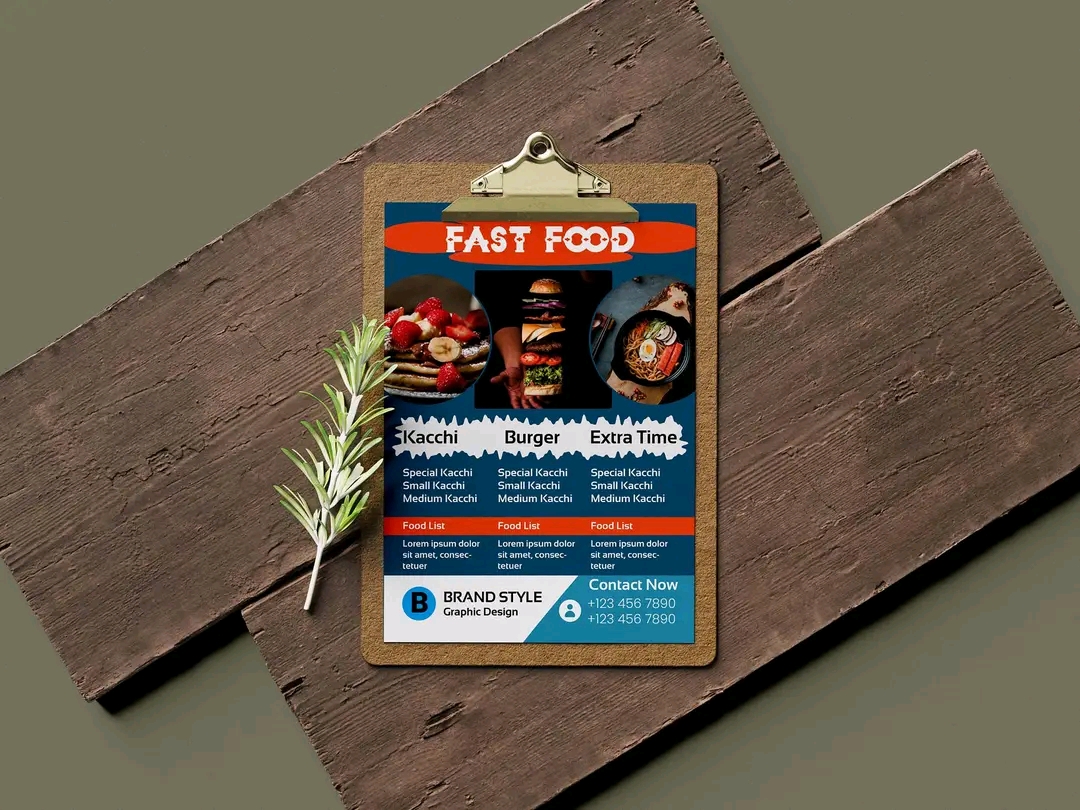 FAST FOOD
Kacchi Burger Extra Time
Special Kacchi Special Kacchi Special Kacchi
Small Kacchi Small Kacchi Small Kacchi
Medium Kacchi Medium Kacchi Medium Kacchi
Food List Food List Food List
Lorem ipsum dolor Lorem ipsum dolor Lorem ipsum dolor
sit amet, consec- sit amet, consec- sit amet, consec-
tetuer tetuer tetuer
B
BRAND STYLE
Graphic Design
Contact Now
+123 456 7890
+123 456 7890